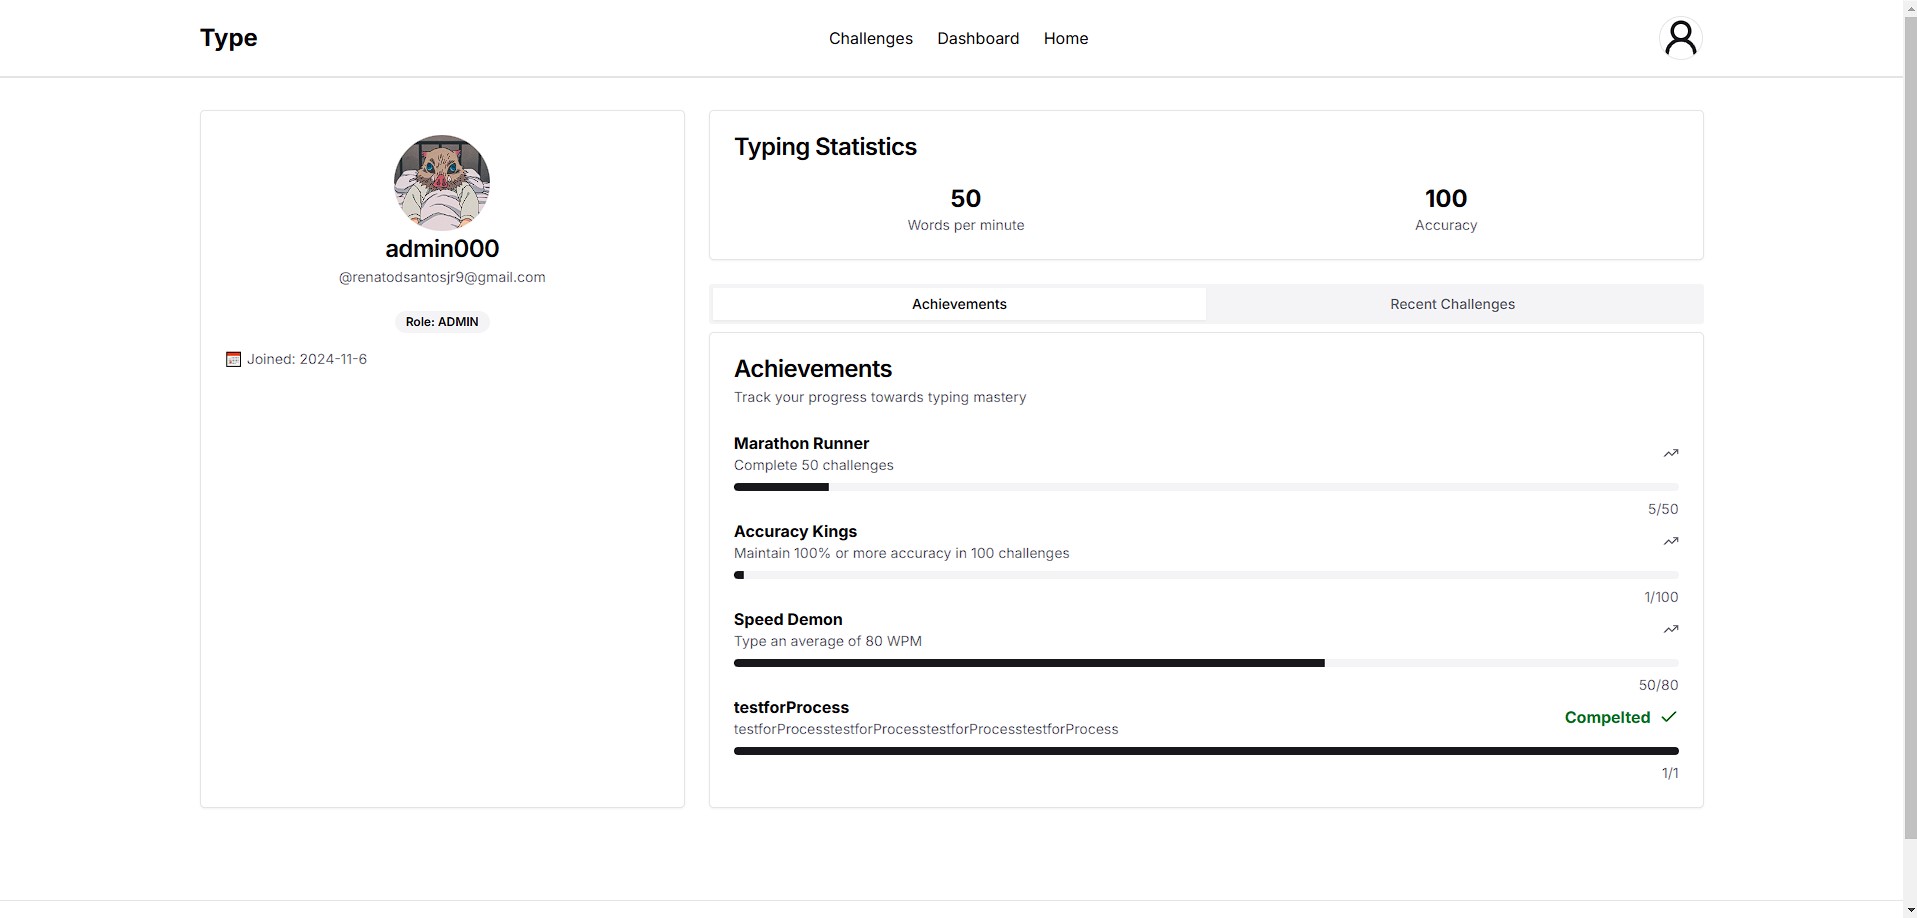 Type
Challenges Dashboard Home
admin000
@renatodsantosjr9@gmail.com
Role: ADMIN
Joined: 2024-11-6
Typing Statistics
50 100
Words per minute Accuracy
Achievements Recent Challenges
Achievements
Track your progress towards typing mastery
Marathon Runner
Complete 50 challenges
5/50
Accuracy Kings
Maintain 100% or more accuracy in 100 challenges
1/100
Speed Demon
Type an average of 80 WPM
50/80
testforProcess
testforProcesstestforProcesstestforProcesstestforProcess
Compelted
1/1